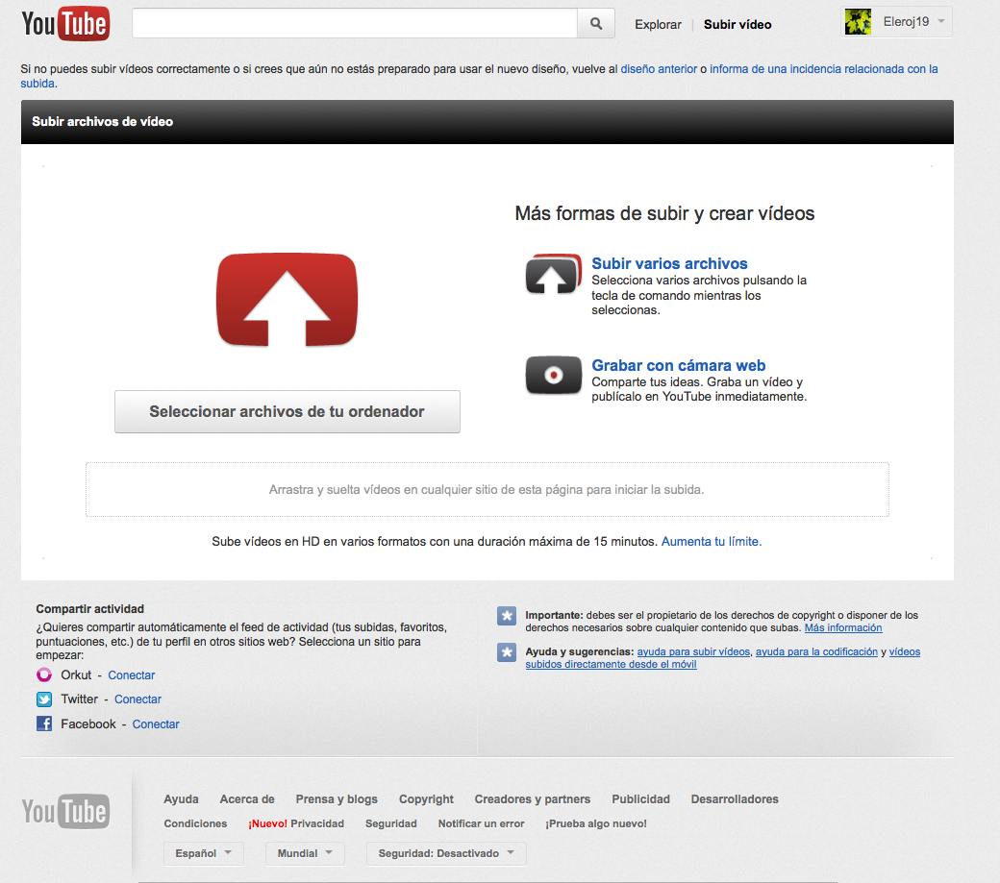 YouTube
Explorar | Subir vídeo
Eleroj19
Si no puedes subir vídeos correctamente o si crees que aún no estás preparado para usar el nuevo diseño, vuelve al diseño anterior o informa de una incidencia relacionada con la
subida.
Subir archivos de vídeo
Seleccionar archivos de tu ordenador
Más formas de subir y crear vídeos
Subir varios archivos
Selecciona varios archivos pulsando la
tecla de comando mientras los
seleccionas.
Grabar con cámara web
Comparte tus ideas. Graba un vídeo y
publícalo en YouTube inmediatamente.
Arrastra y suelta vídeos en cualquier sitio de esta página para iniciar la subida.
Sube vídeos en HD en varios formatos con una duración máxima de 15 minutos. Aumenta tu límite.
Compartir actividad
¿Quieres compartir automáticamente el feed de actividad (tus subidas, favoritos,
puntuaciones, etc.) de tu perfil en otros sitios web? Selecciona un sitio para
empezar:
Orkut - Conectar
Twitter - Conectar
Facebook - Conectar
Importante: debes ser el propietario de los derechos de copyright o disponer de los
derechos necesarios sobre cualquier contenido que subas. Más información
Ayuda y sugerencias: ayuda para subir vídeos, ayuda para la codificación y vídeos
subidos directamente desde el móvil
YouTube
Ayuda Acerca de Prensa y blogs Copyright Creadores y partners Publicidad Desarrolladores
Condiciones ¡Nuevo! Privacidad Seguridad Notificar un error ¡Prueba algo nuevo!
Español Mundial Seguridad: Desactivado